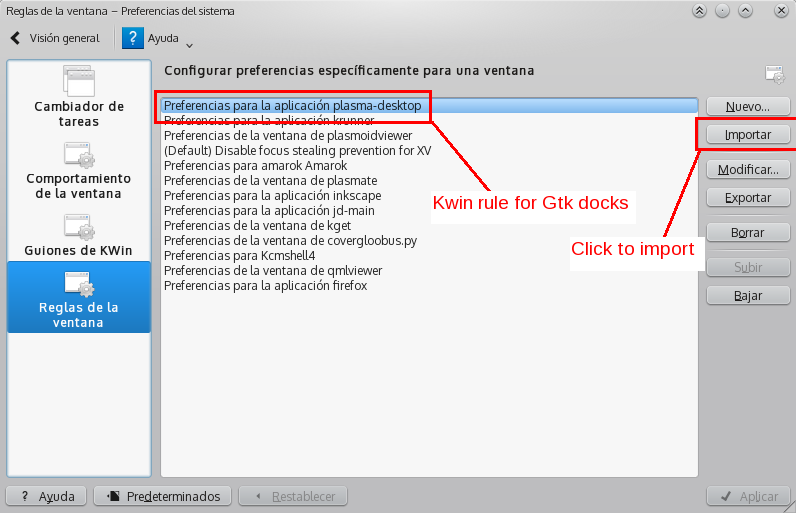 Reglas de la ventana – Preferencias del sistema
Visión general
? Ayuda
Configurar preferencias específicamente para una ventana
Cambiador de
tareas
Comportamiento
de la ventana
Guiones de KWin
Reglas de la
ventana
Preferencias para la aplicación plasma-desktop
Preferencias para la aplicación krunner
Preferencias de la ventana de plasmoidviewer
(Default) Disable focus stealing prevention for XV
Preferencias para amarok Amarok
Preferencias de la ventana de plasmate
Preferencias para la aplicación inkscape
Preferencias para la aplicación jd-main
Preferencias de la ventana de kget
Preferencias de la ventana de covergloobus.py
Preferencias para Kcmshell4
Preferencias de la ventana de qmlviewer
Preferencias para la aplicación firefox
Kwin rule for Gtk docks
Click to import
Nuevo...
Importar
Modificar...
Exportar
Borrar
Subir
Bajar
? Ayuda
Predeterminados
Restablecer
Aplicar